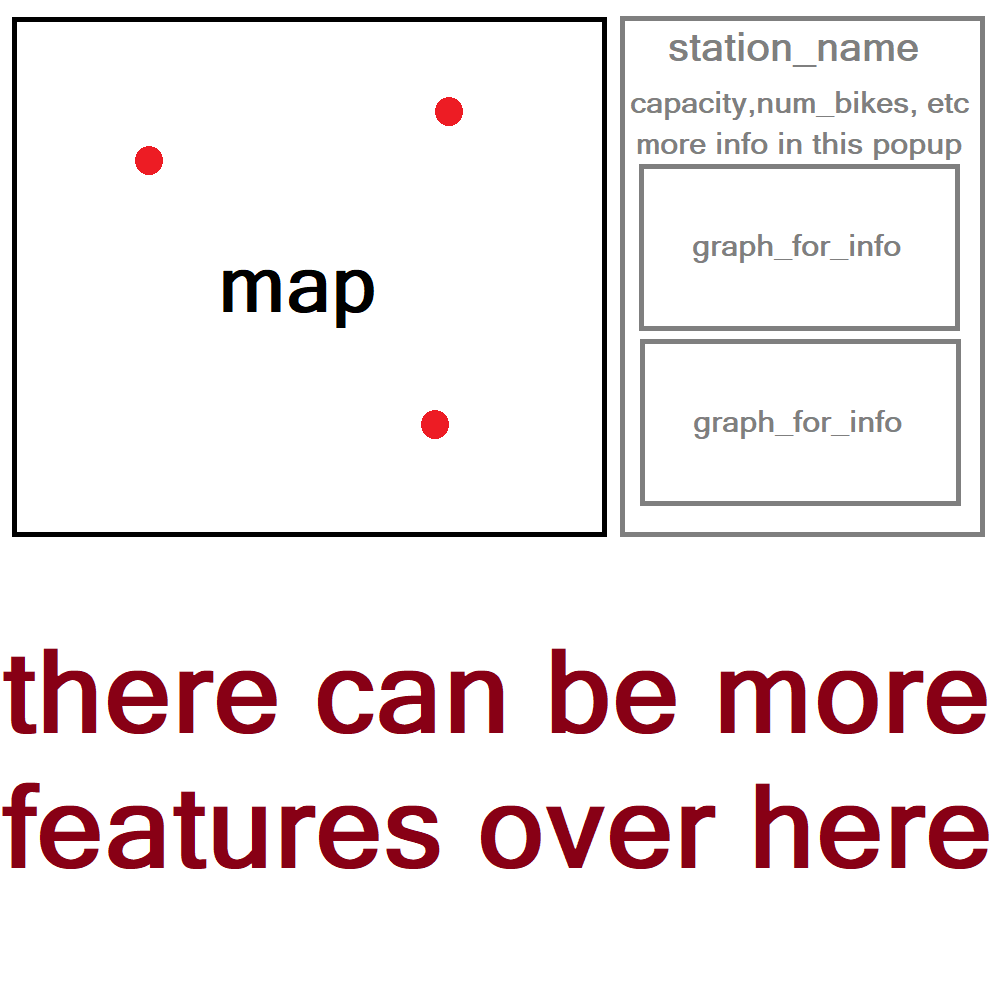 map
station_name
capacity,num_bikes, etc
more info in this popup
graph_for_info
graph_for_info
there can be more
features over here